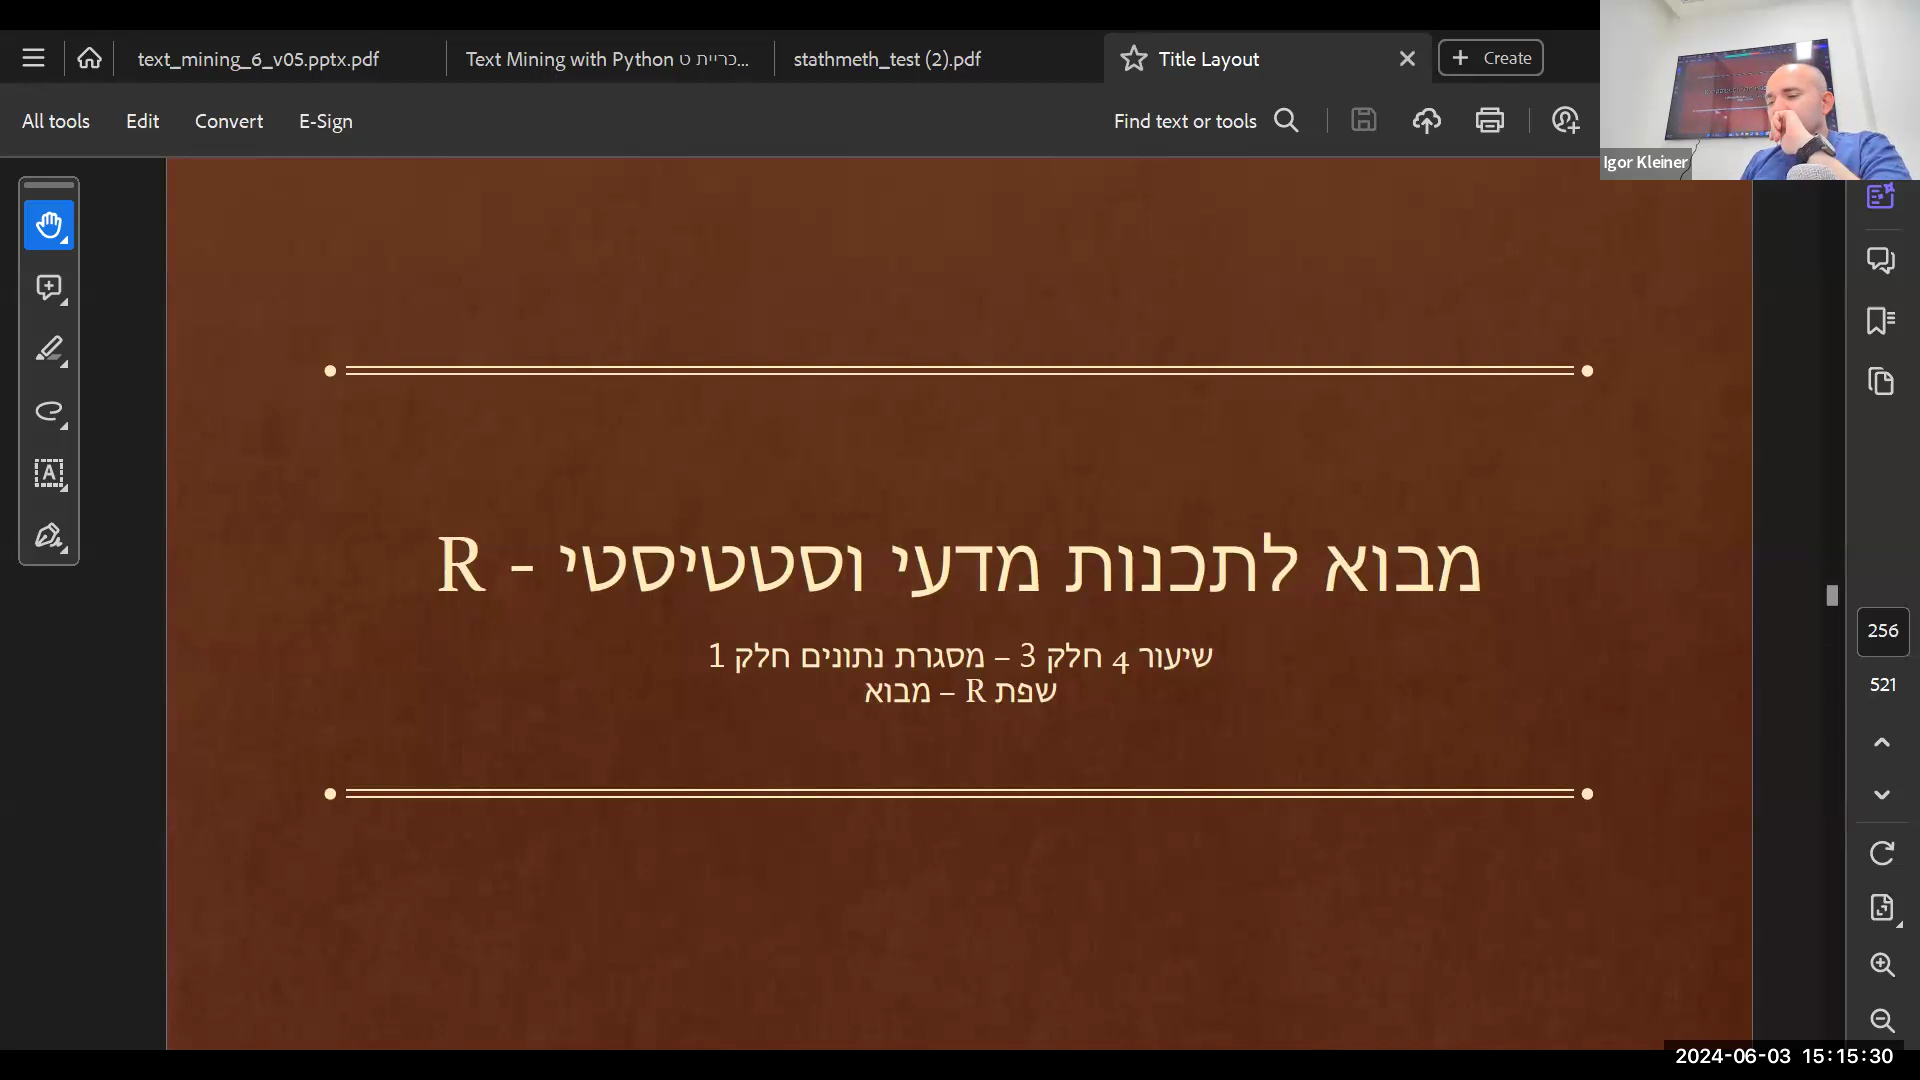 text_mining_6_v05.pptx.pdf
Text Mining with Python כריית ט...
stathmeth_test (2).pdf
Title Layout
Create
All tools
Edit
Convert
E-Sign
Find text or tools
Igor Kleiner
מבוא לתכנות מדעי וסטטיסטי - R
שיעור 4 חלק 3 – מסגרת נתונים חלק 1
שפת R – מבוא
256
521
2024-06-03 15:15:30